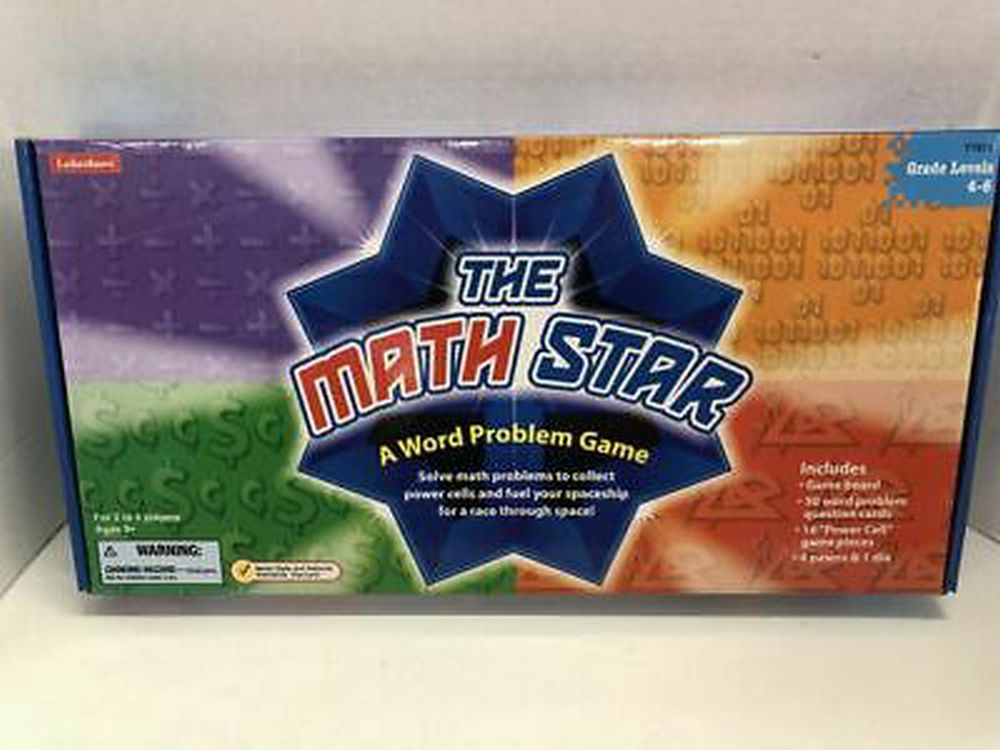 Lakeshore
Grade Levels
4-6
THE
MATH STAR
A Word Problem Game
Solve math problems to collect
power cells and fuel your spaceship
for a race through space!
Includes
• Game board
• 50 word problem
question cards
• 16 "Power Cell"
game pieces
• 4 pawns & 1 die
For 2 to 4 players
Ages 9+
WARNING:
CHOKING HAZARD